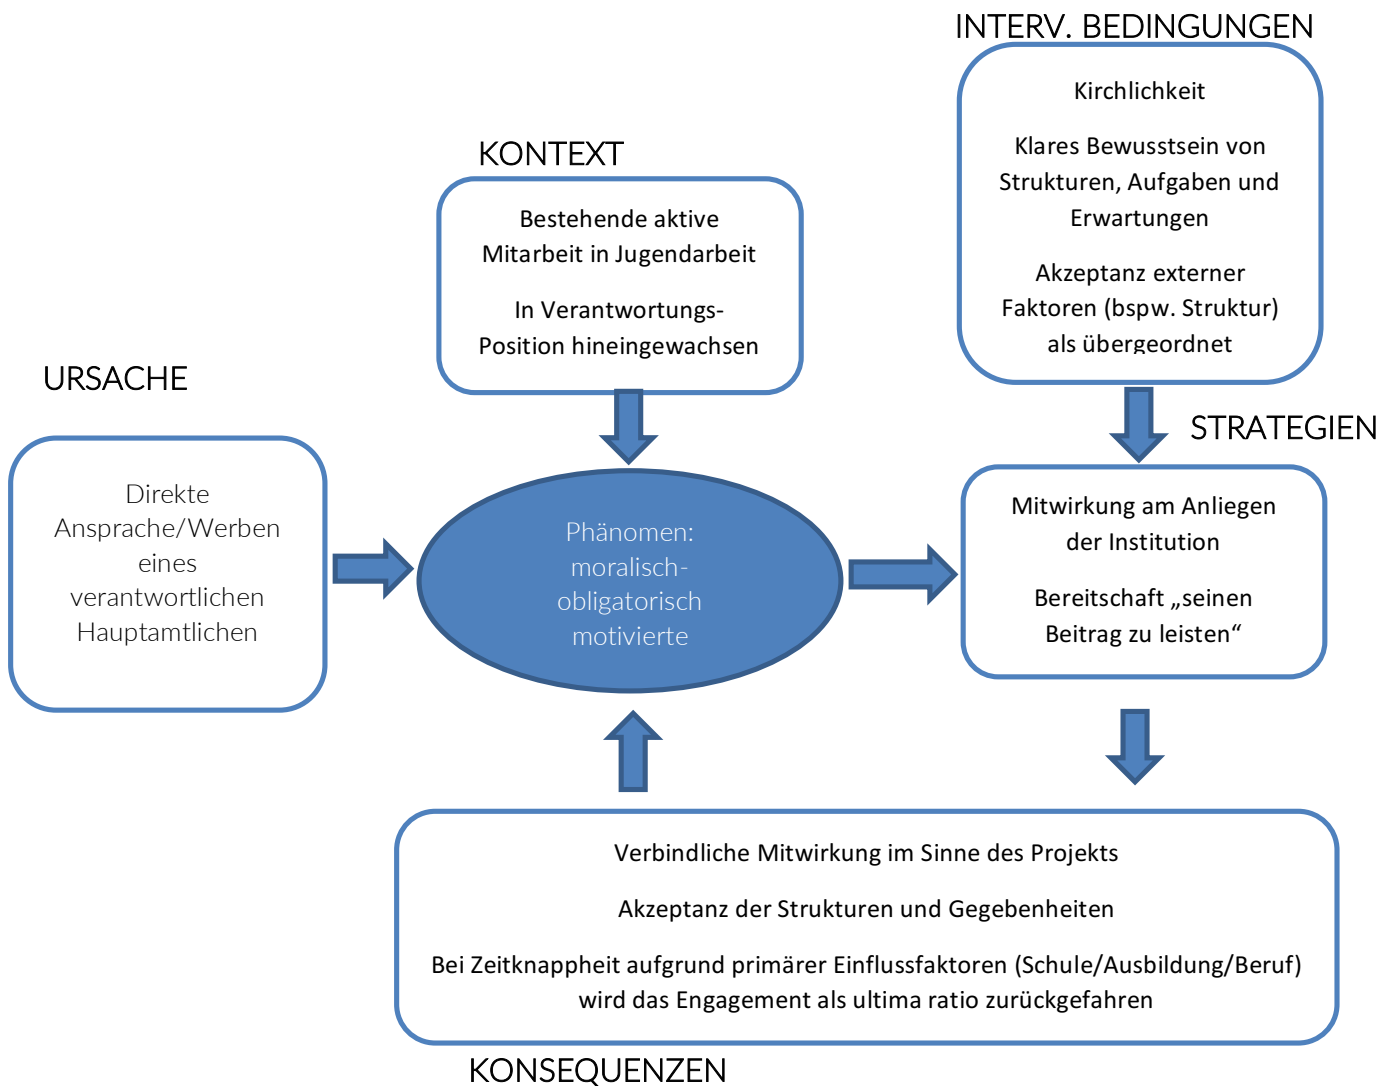 INTERV. BEDINGUNGEN
Kirchlichkeit
Klares Bewusstsein von
Strukturen, Aufgaben und
Erwartungen
Akzeptanz externer
Faktoren (bspw. Struktur)
als übergeordnet
KONTEXT
Bestehende aktive
Mitarbeit in Jugendarbeit
In Verantwortungs-
Position hineingewachsen
URSACHE
Direkte
Ansprache/Werben
eines
verantwortlichen
Hauptamtlichen
Phänomen:
moralisch-
obligatorisch
motivierte
STRATEGIEN
Mitwirkung am Anliegen
der Institution
Bereitschaft „seinen
Beitrag zu leisten“
Verbindliche Mitwirkung im Sinne des Projekts
Akzeptanz der Strukturen und Gegebenheiten
Bei Zeitknappheit aufgrund primärer Einflussfaktoren (Schule/Ausbildung/Beruf)
wird das Engagement als ultima ratio zurückgefahren
KONSEQUENZEN